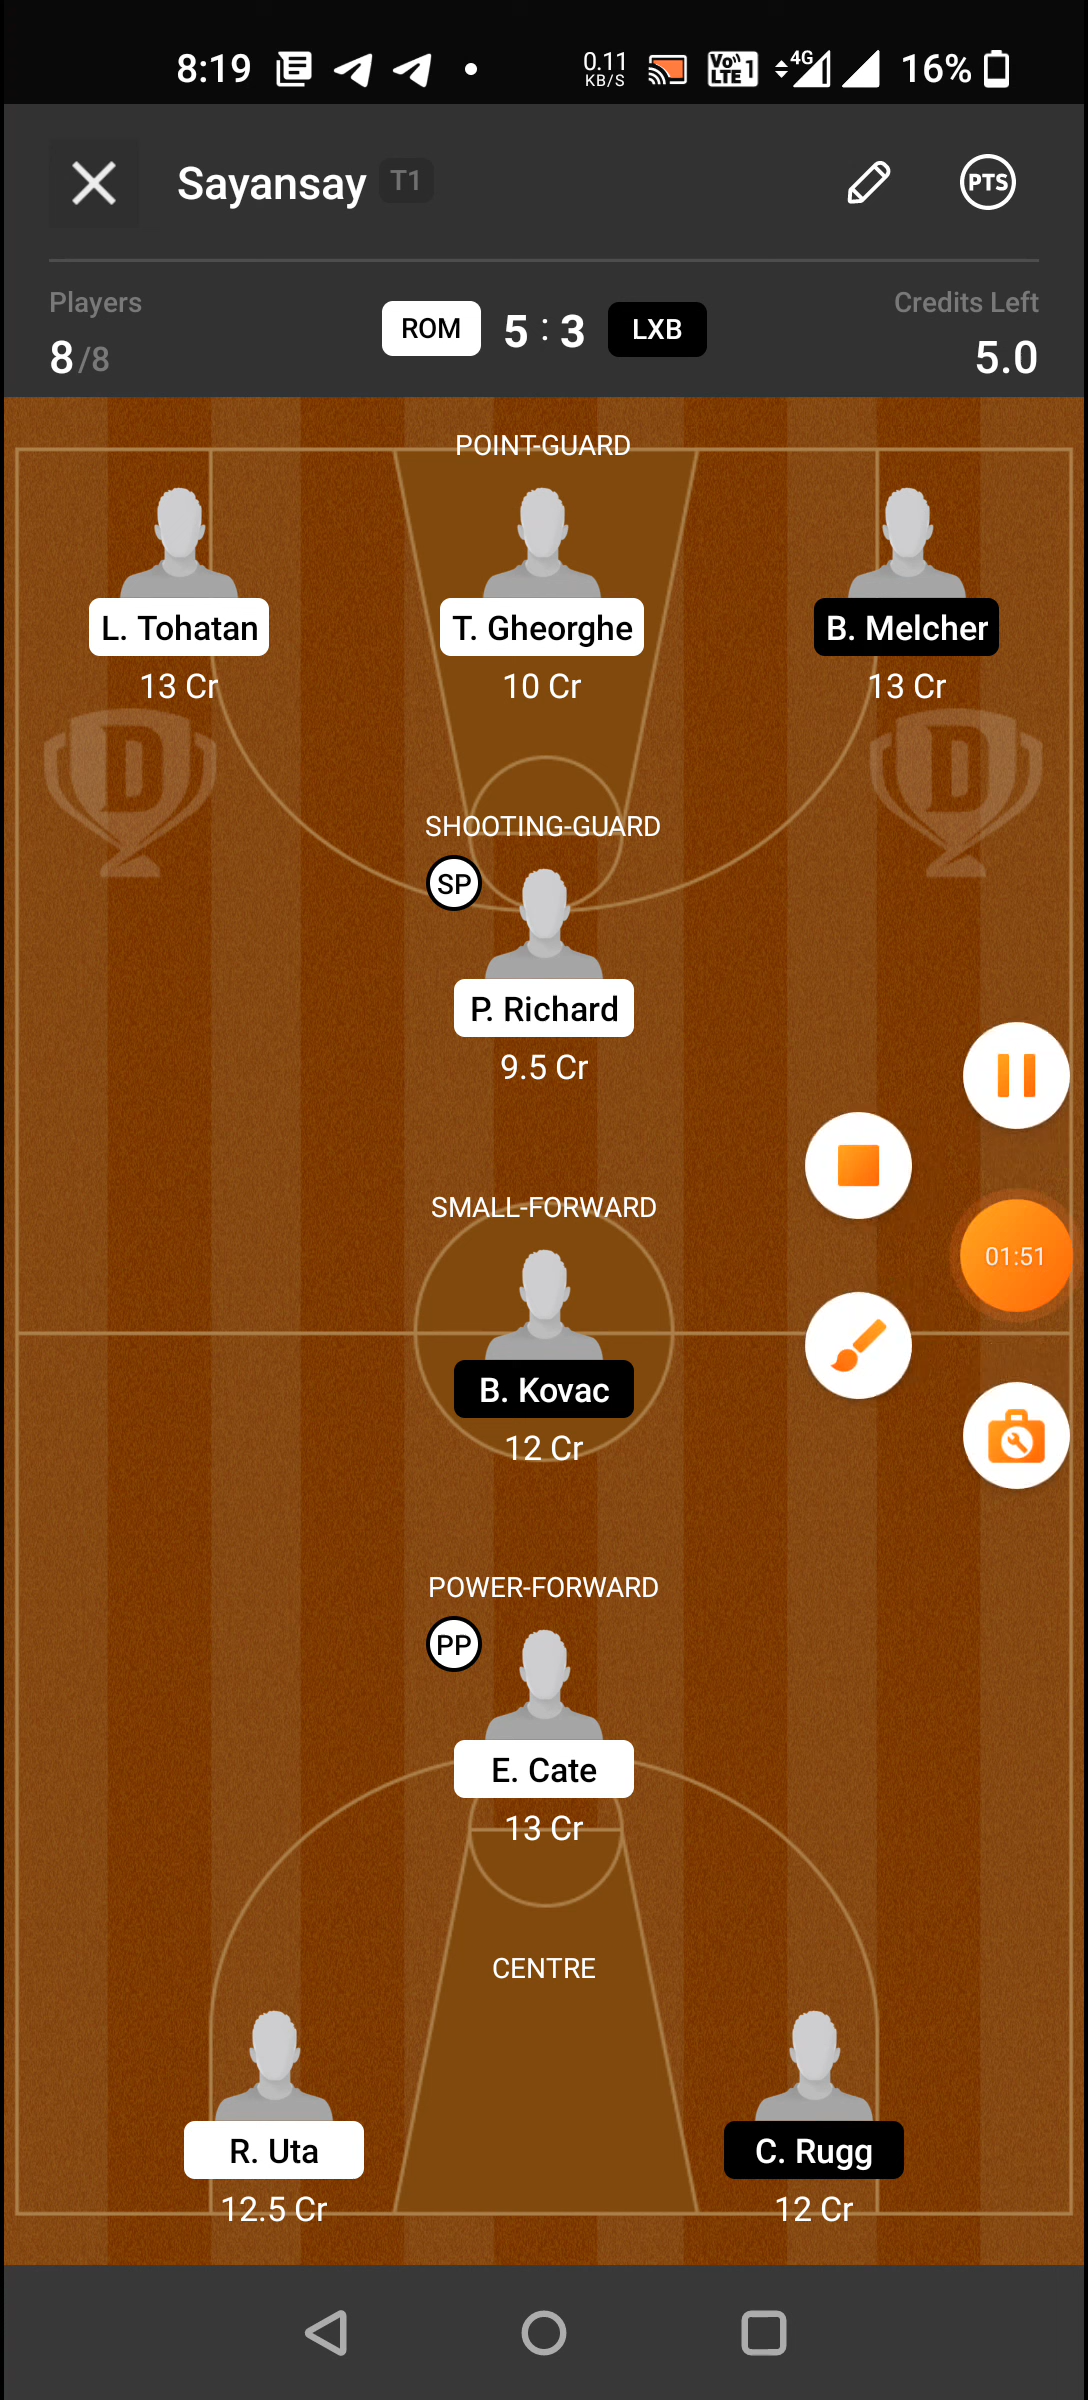 8:19
0.11
KB/S
Vo))
LTE 1
4G
16%
Sayansay T1
PTS
Players
Credits Left
8/8
ROM 5 : 3 LXB
5.0
POINT-GUARD
L. Tohatan
T. Gheorghe
B. Melcher
13 Cr
10 Cr
13 Cr
D
D
SHOOTING-GUARD
SP
P. Richard
9.5 Cr
SMALL-FORWARD
01:51
B. Kovac
12 Cr
POWER-FORWARD
PP
E. Cate
13 Cr
CENTRE
R. Uta
C. Rugg
12.5 Cr
12 Cr